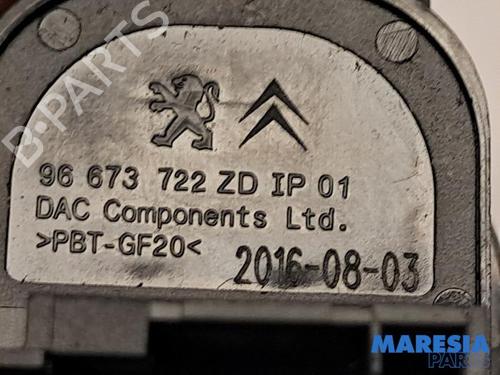 B-PARTS
96 673 722 ZD IP 01
DAC Components Ltd.
>PBT-GF20<
2016-08-03
MARESIA
PARTS